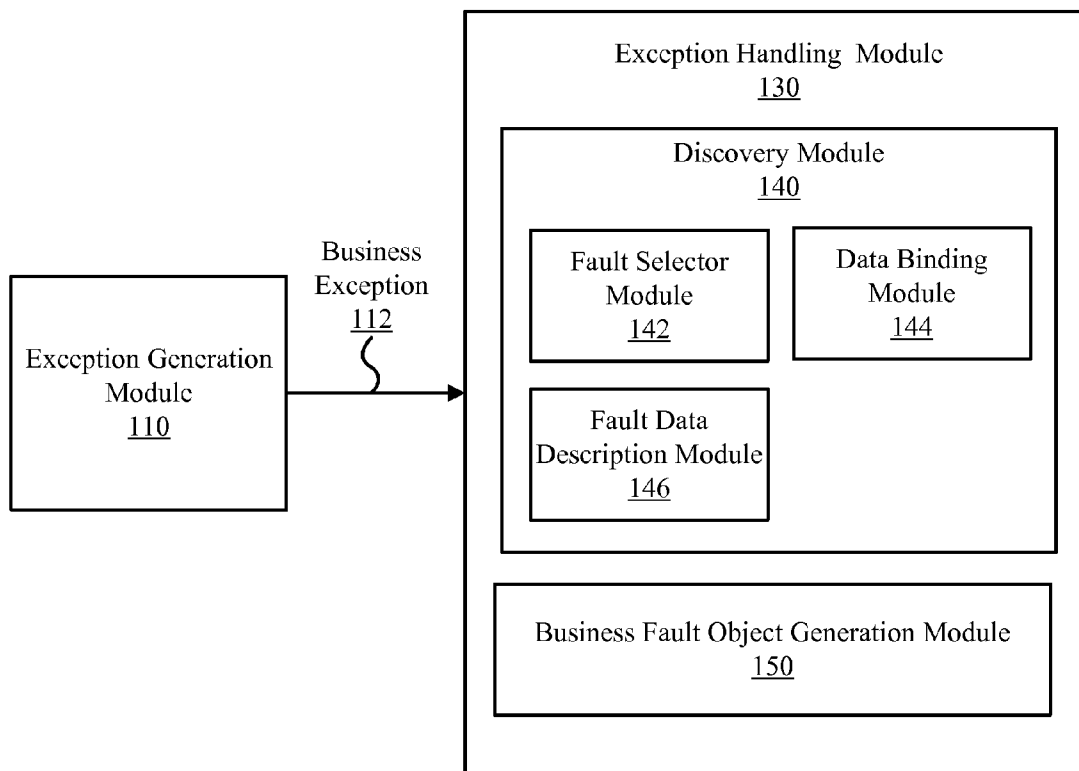 Exception Handling Module
130
Discovery Module
140
Fault Selector
Module
142
Data Binding
Module
144
Business
Exception
112
Exception Generation
Module
110
Fault Data
Description Module
146
Business Fault Object Generation Module
150